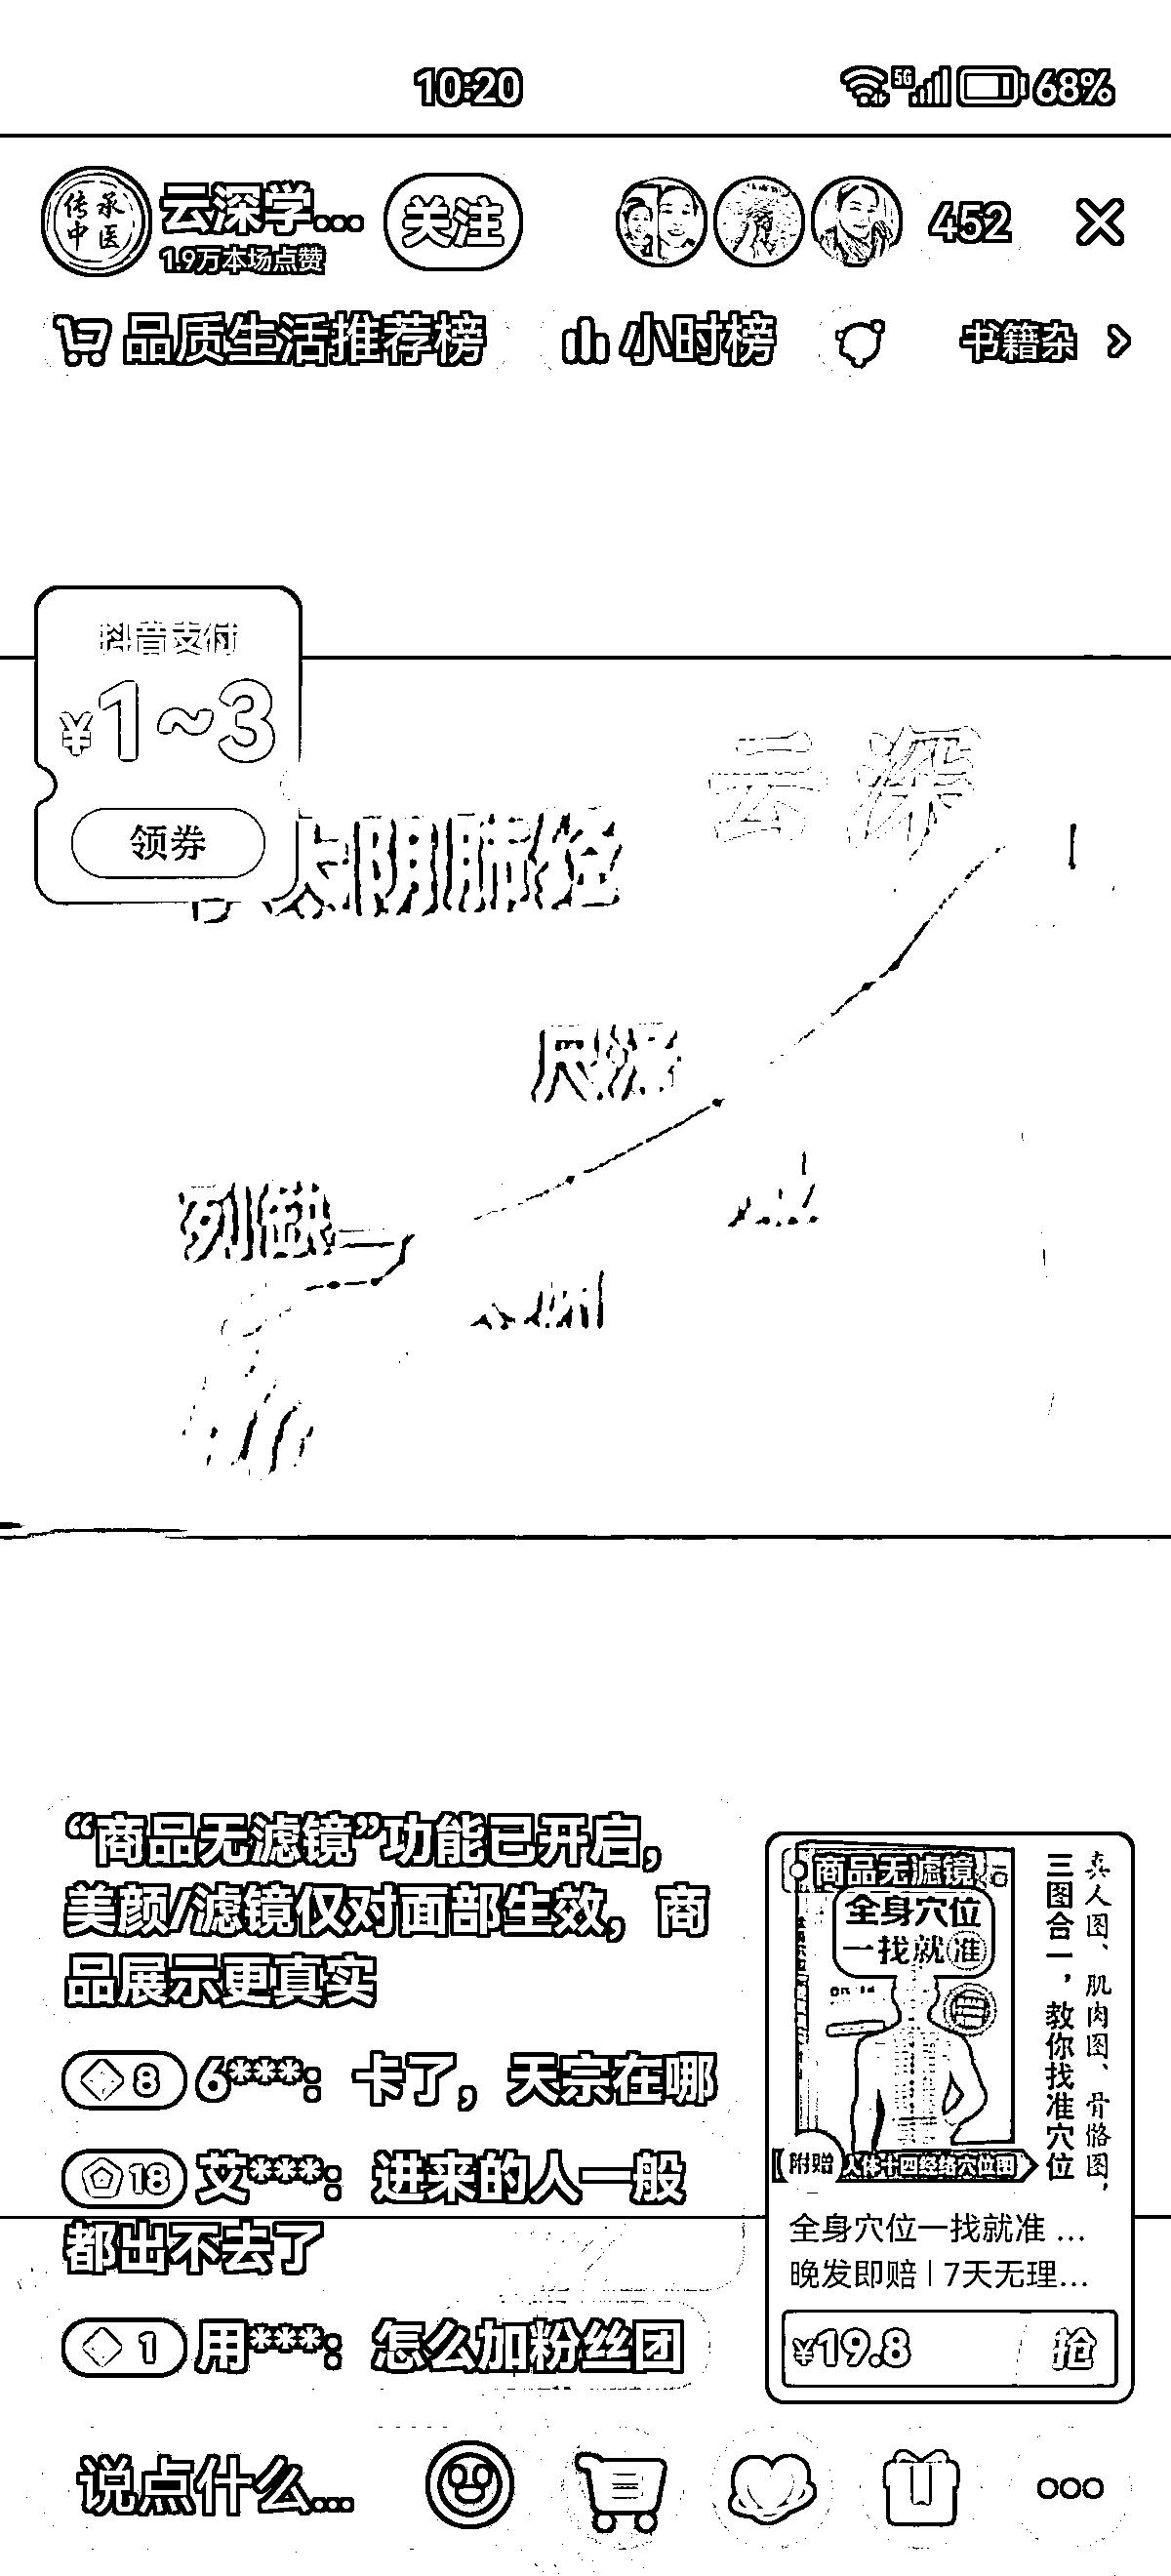 10:20
5G
68%
传承
中医
云深学...
关注
1.9万本场点赞
452
品质生活推荐榜
小时榜
书籍杂
抖音支付
¥1~3
领券
云深
太阴肺经
尺泽
列缺
“商品无滤镜”功能已开启,
美颜/滤镜仅对面部生效,商
品展示更真实
8 6***: 卡了,天宗在哪
18 艾***: 进来的人一般
都出不去了
1 用***: 怎么加粉丝团
商品无滤镜
全身穴位
一找就准
真人图、肌肉图、骨骼图,
三图合一,教你找准穴位
附赠
人体十四经络穴位图
全身穴位一找就准 ...
晚发即赔 | 7天无理...
¥19.8
抢
说点什么...